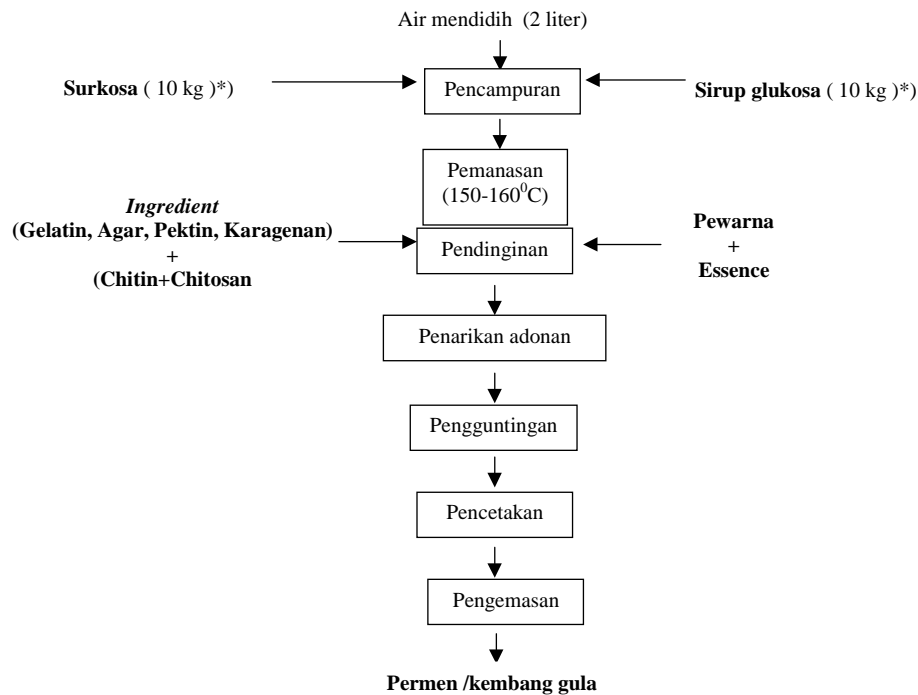 Air mendidih (2 liter)
Surkosa ( 10 kg )*)
Pencampuran
Sirup glukosa ( 10 kg )*)
Pemanasan
(150-160⁰C)
Ingredient
(Gelatin, Agar, Pektin, Karagenan)
+
(Chitin+Chitosan
Pendinginan
Pewarna
+
Essence
Penarikan adonan
Pengguntingan
Pencetakan
Pengemasan
Permen /kembang gula